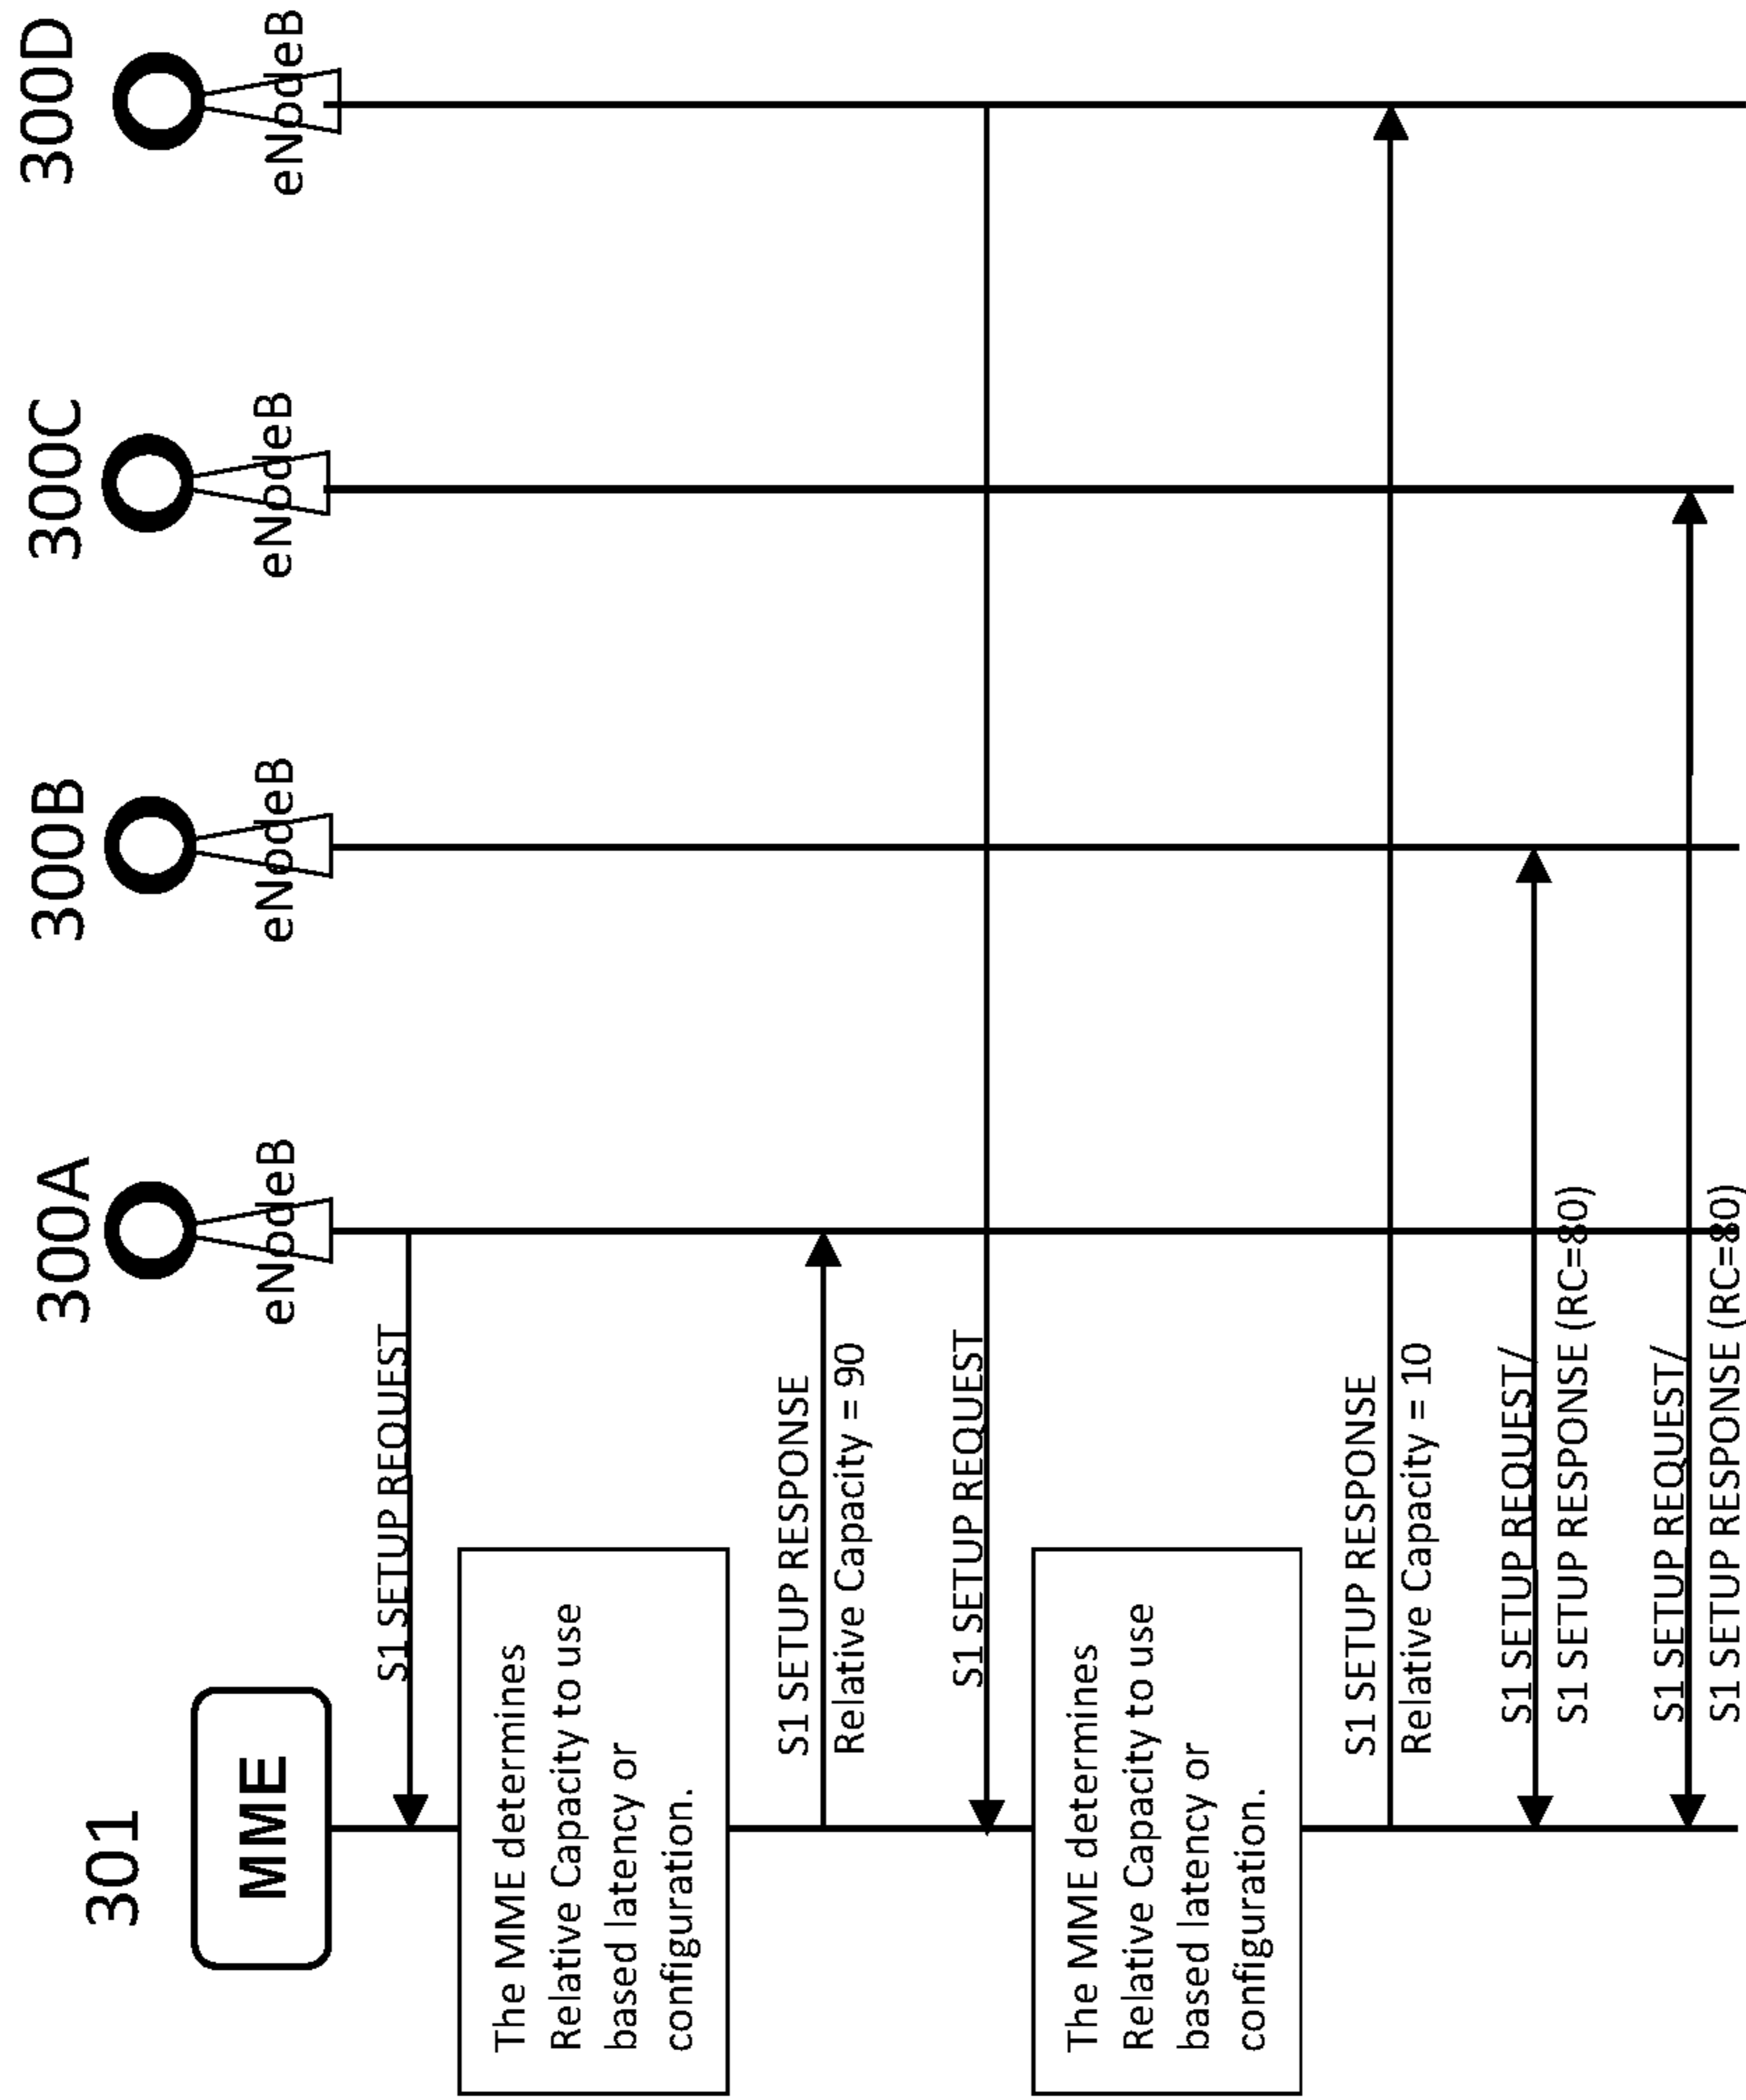 301
MME
300A
eNodeB
300B
eNodeB
300C
eNodeB
300D
eNodeB
S1 SETUP REQUEST
The MME determines
Relative Capacity to use
based latency or
configuration.
S1 SETUP RESPONSE
Relative Capacity = 90
S1 SETUP REQUEST
The MME determines
Relative Capacity to use
based latency or
configuration.
S1 SETUP RESPONSE
Relative Capacity = 10
S1 SETUP REQUEST/
S1 SETUP RESPONSE (RC=80)
S1 SETUP REQUEST/
S1 SETUP RESPONSE (RC=80)